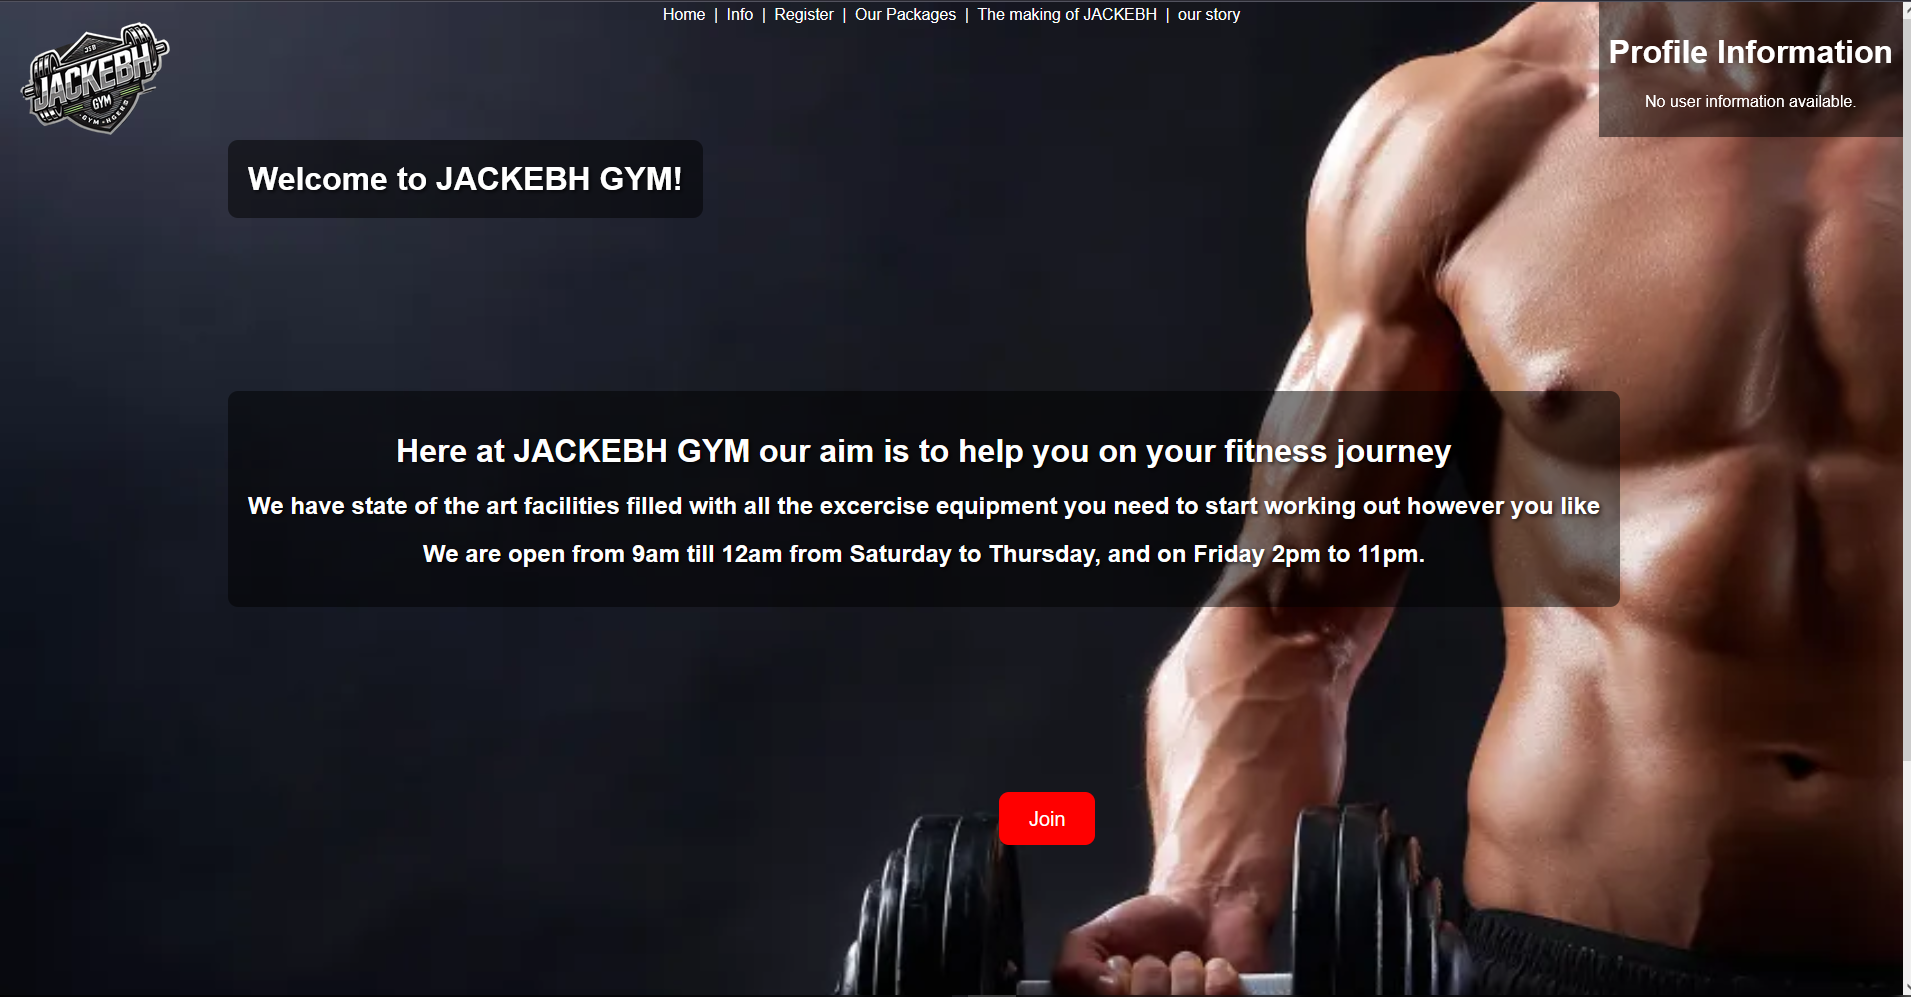 Home | Info | Register | Our Packages | The making of JACKEBH | our story
JACKEBH
GYM
Profile Information
No user information available.
Welcome to JACKEBH GYM!
Here at JACKEBH GYM our aim is to help you on your fitness journey
We have state of the art facilities filled with all the excercise equipment you need to start working out however you like
We are open from 9am till 12am from Saturday to Thursday, and on Friday 2pm to 11pm.
Join